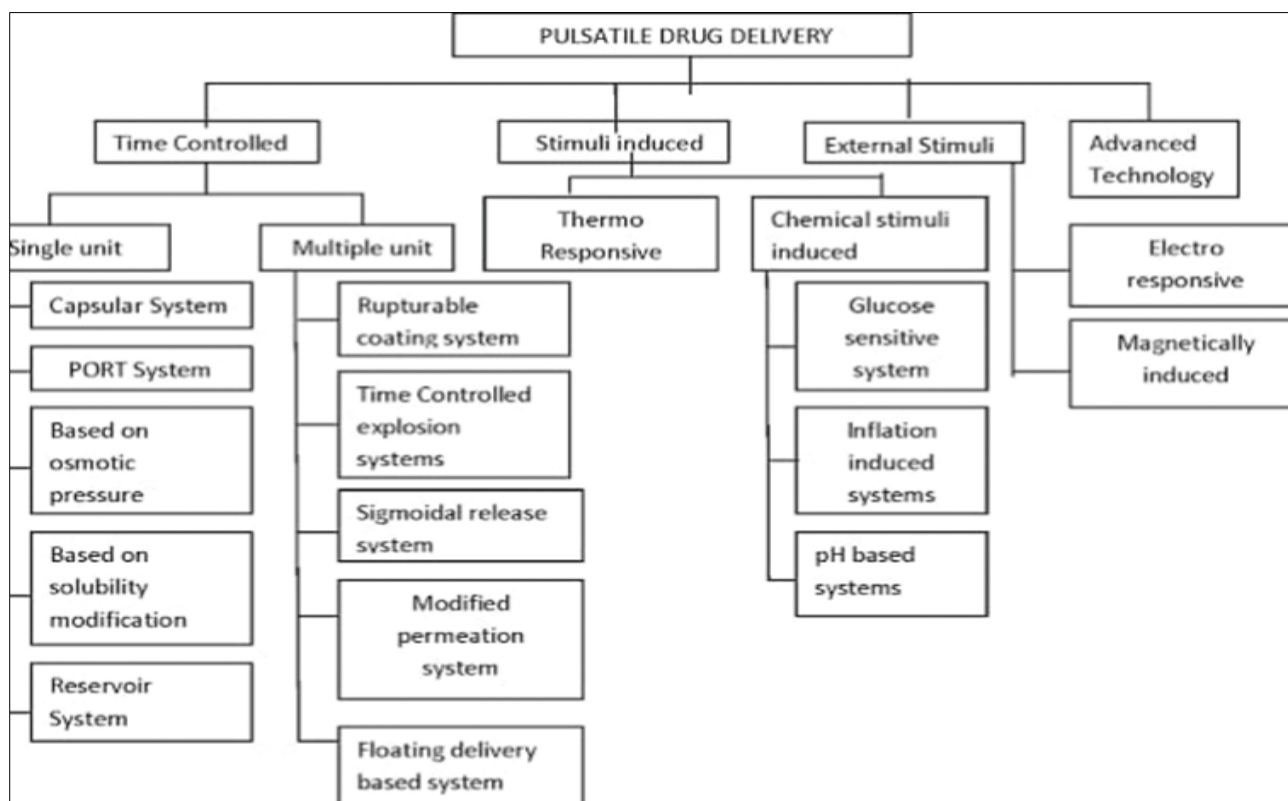 PULSATILE DRUG DELIVERY
Time Controlled
Stimuli induced
External Stimuli
Advanced
Technology
Single unit
Multiple unit
Thermo
Responsive
Chemical stimuli
induced
Electro
responsive
Magnetically
induced
Capsular System
PORT System
Based on
osmotic
pressure
Based on
solubility
modification
Reservoir
System
Rupturable
coating system
Time Controlled
explosion
systems
Sigmoidal release
system
Modified
permeation
system
Floating delivery
based system
Glucose
sensitive
system
Inflation
induced
systems
pH based
systems